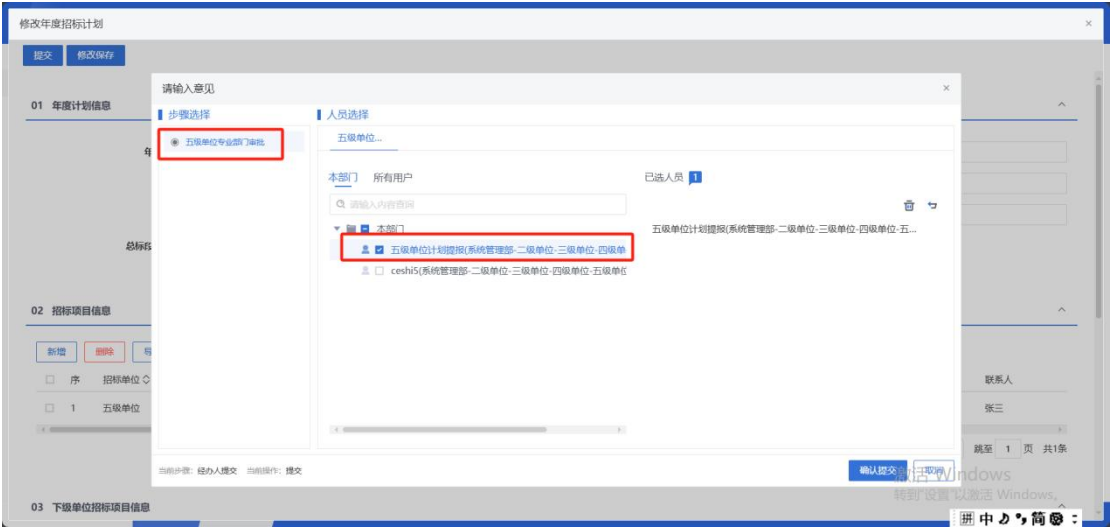 修改年度招标计划
×
提交 修改保存
请输入意见 ×
01 年度计划信息
步骤选择 人员选择
五级单位专业部门审批 五级单位...
年
本部门 所有用户 已选人员 1
请输入内容查询
本部门 五级单位计划提报(系统管理部-二级单位-三级单位-四级单位-五...
总标段
五级单位计划提报(系统管理部-二级单位-三级单位-四级单
ceshi5(系统管理部-二级单位-三级单位-四级单位-五级单位
02 招标项目信息
新增 删除 导
序 招标单位 联系人
1 五级单位 张三
跳至 1 页 共1条
当前步骤: 经办人提交 当前操作: 提交 确认提交 取消
激活 Windows
转到"设置"以激活 Windows。
03 下级单位招标项目信息
拼 中 简